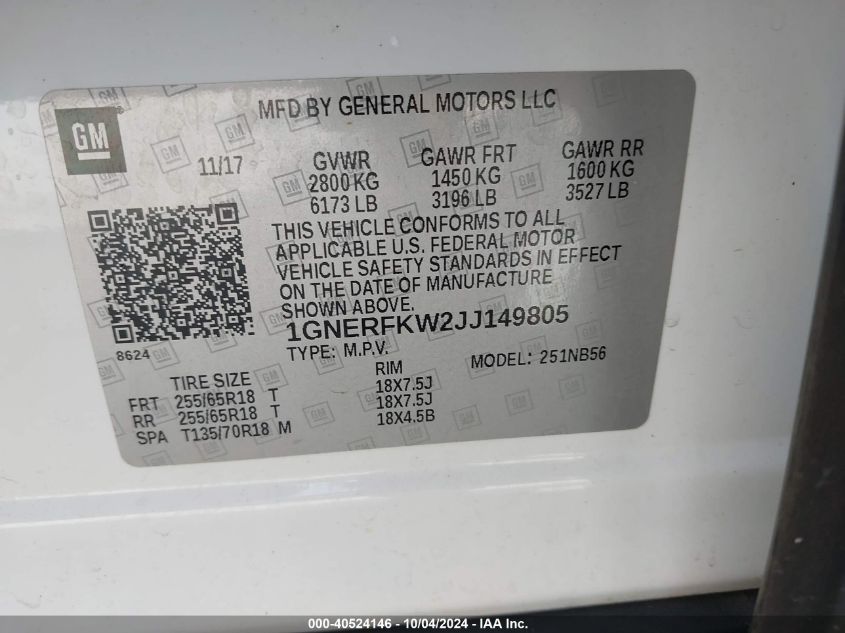 GM
MFD BY GENERAL MOTORS LLC
11/17
GVWR GAWR FRT GAWR RR
2800 KG 1450 KG 1600 KG
6173 LB 3196 LB 3527 LB
THIS VEHICLE CONFORMS TO ALL
APPLICABLE U.S. FEDERAL MOTOR
VEHICLE SAFETY STANDARDS IN EFFECT
ON THE DATE OF MANUFACTURE
SHOWN ABOVE.
1GNERFKW2JJ149805
8624
TYPE: M.P.V. MODEL: 251NB56
TIRE SIZE RIM
FRT 255/65R18 T 18X7.5J
RR 255/65R18 T 18X7.5J
SPA T135/70R18 M 18X4.5B
000-40524146 - 10/04/2024 - IAA Inc.